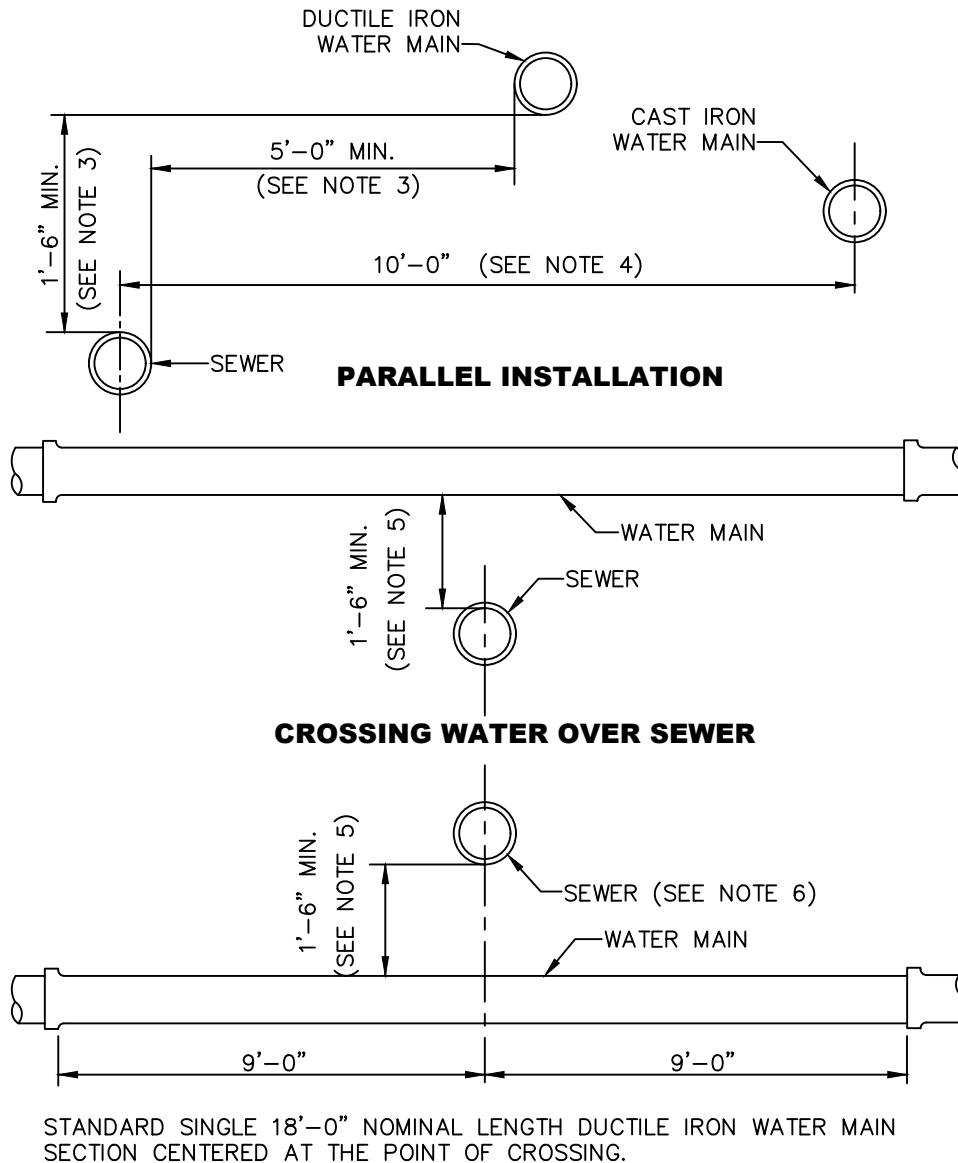 DUCTILE IRON
WATER MAIN
CAST IRON
WATER MAIN
5'-0" MIN.
(SEE NOTE 3)
1'-6" MIN.
(SEE NOTE 3)
10'-0" (SEE NOTE 4)
SEWER
PARALLEL INSTALLATION
WATER MAIN
1'-6" MIN.
(SEE NOTE 5)
SEWER
CROSSING WATER OVER SEWER
1'-6" MIN.
(SEE NOTE 5)
SEWER (SEE NOTE 6)
WATER MAIN
9'-0"
9'-0"
STANDARD SINGLE 18'-0" NOMINAL LENGTH DUCTILE IRON WATER MAIN
SECTION CENTERED AT THE POINT OF CROSSING.